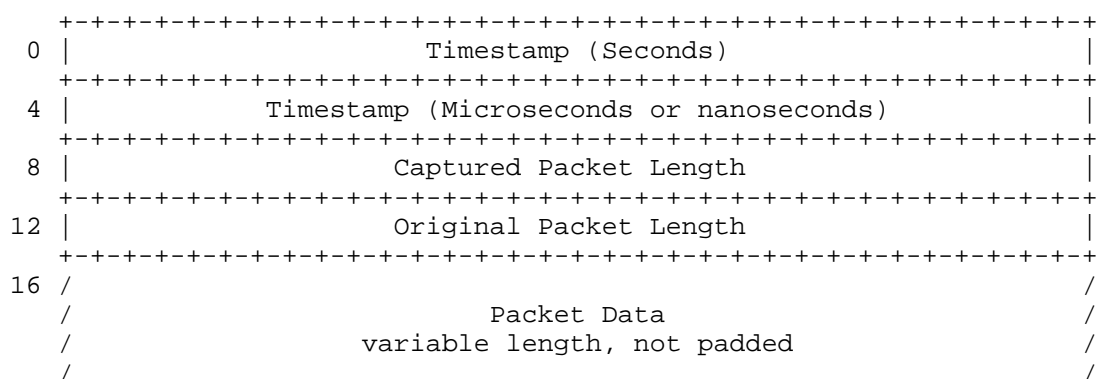 +-+-+-+-+-+-+-+-+-+-+-+-+-+-+-+-+-+-+-+-+-+-+-+-+-+-+-+-+-+-+-+-+
0 |                      Timestamp (Seconds)                      |
+-+-+-+-+-+-+-+-+-+-+-+-+-+-+-+-+-+-+-+-+-+-+-+-+-+-+-+-+-+-+-+-+
4 |            Timestamp (Microseconds or nanoseconds)            |
+-+-+-+-+-+-+-+-+-+-+-+-+-+-+-+-+-+-+-+-+-+-+-+-+-+-+-+-+-+-+-+-+
8 |                    Captured Packet Length                     |
+-+-+-+-+-+-+-+-+-+-+-+-+-+-+-+-+-+-+-+-+-+-+-+-+-+-+-+-+-+-+-+-+
12 |                    Original Packet Length                     |
+-+-+-+-+-+-+-+-+-+-+-+-+-+-+-+-+-+-+-+-+-+-+-+-+-+-+-+-+-+-+-+-+
16 /                                                               /
/                          Packet Data                          /
/                  variable length, not padded                  /
/                                                               /